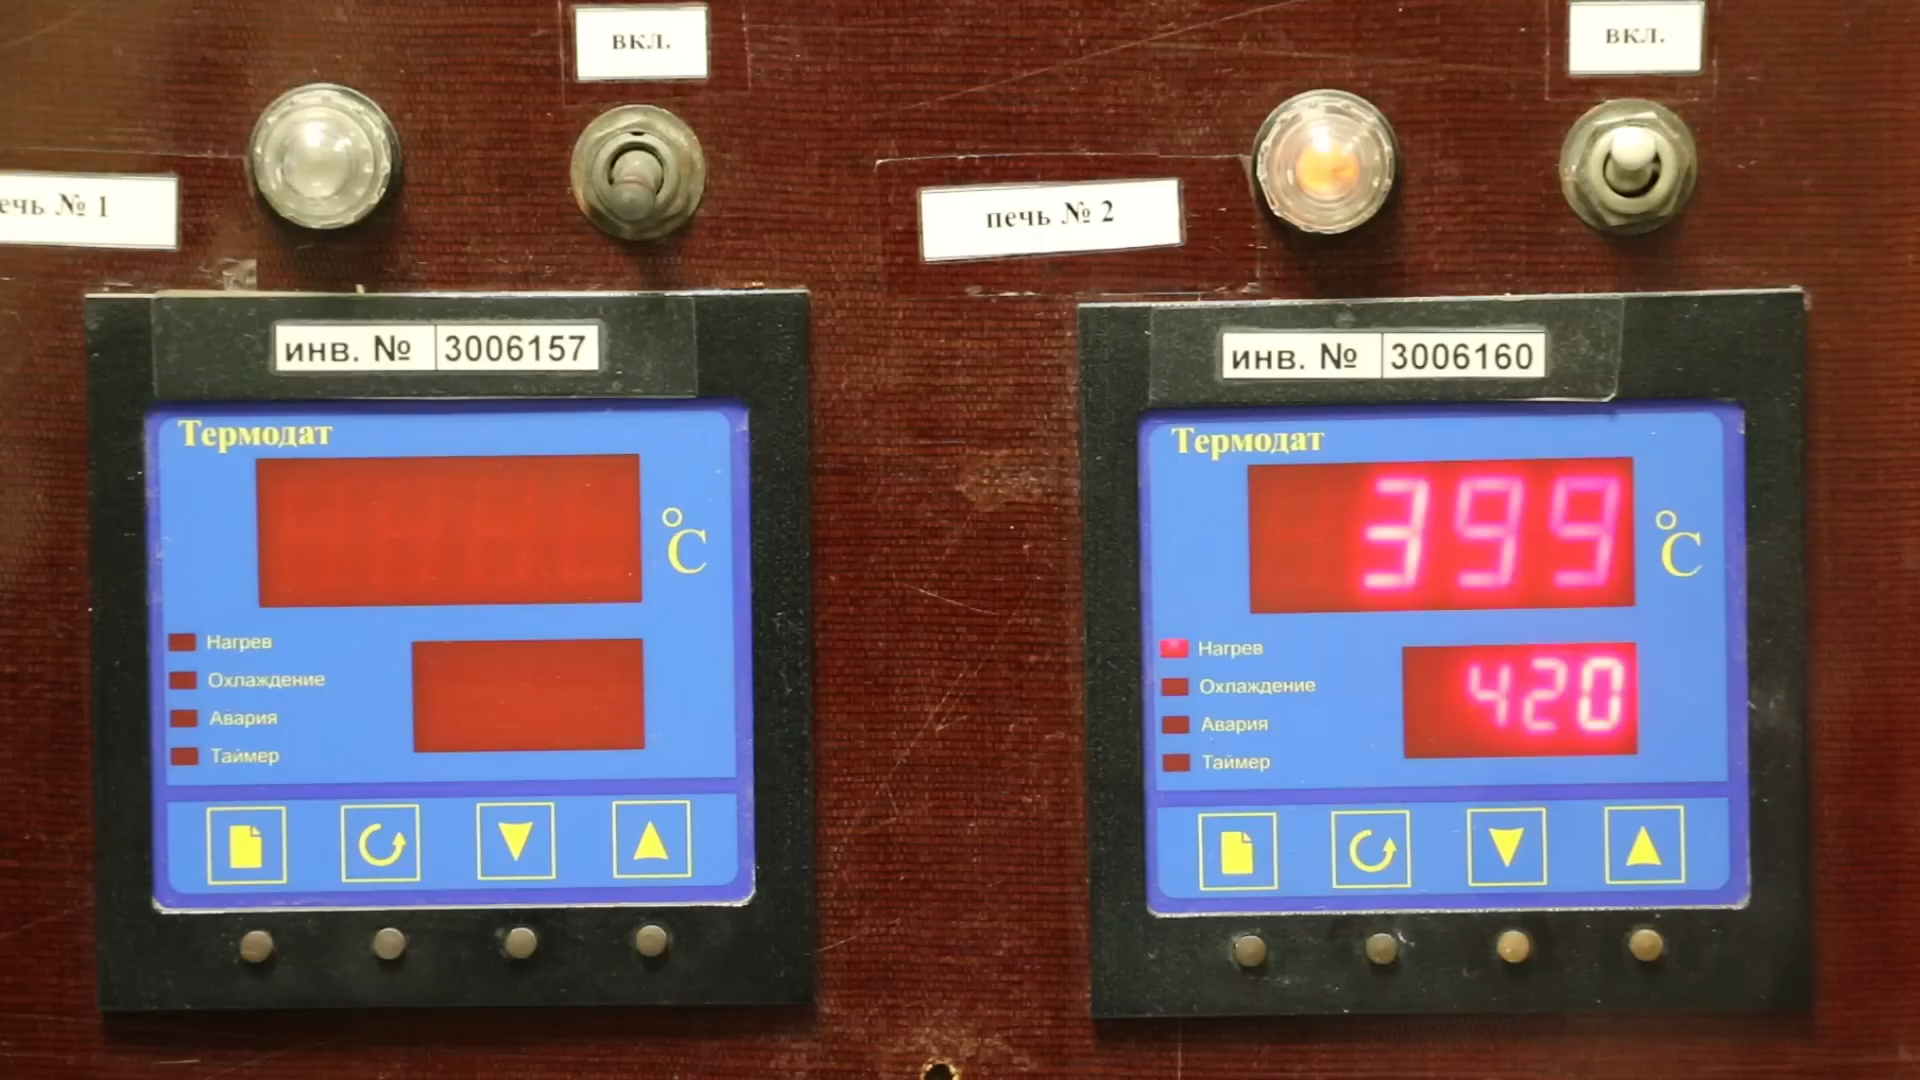 вкл.
ечь № 1
инв. № 3006157
Термодат
°C
Нагрев
Охлаждение
Авария
Таймер
вкл.
печь № 2
инв. № 3006160
Термодат
399 °C
Нагрев
420
Охлаждение
Авария
Таймер